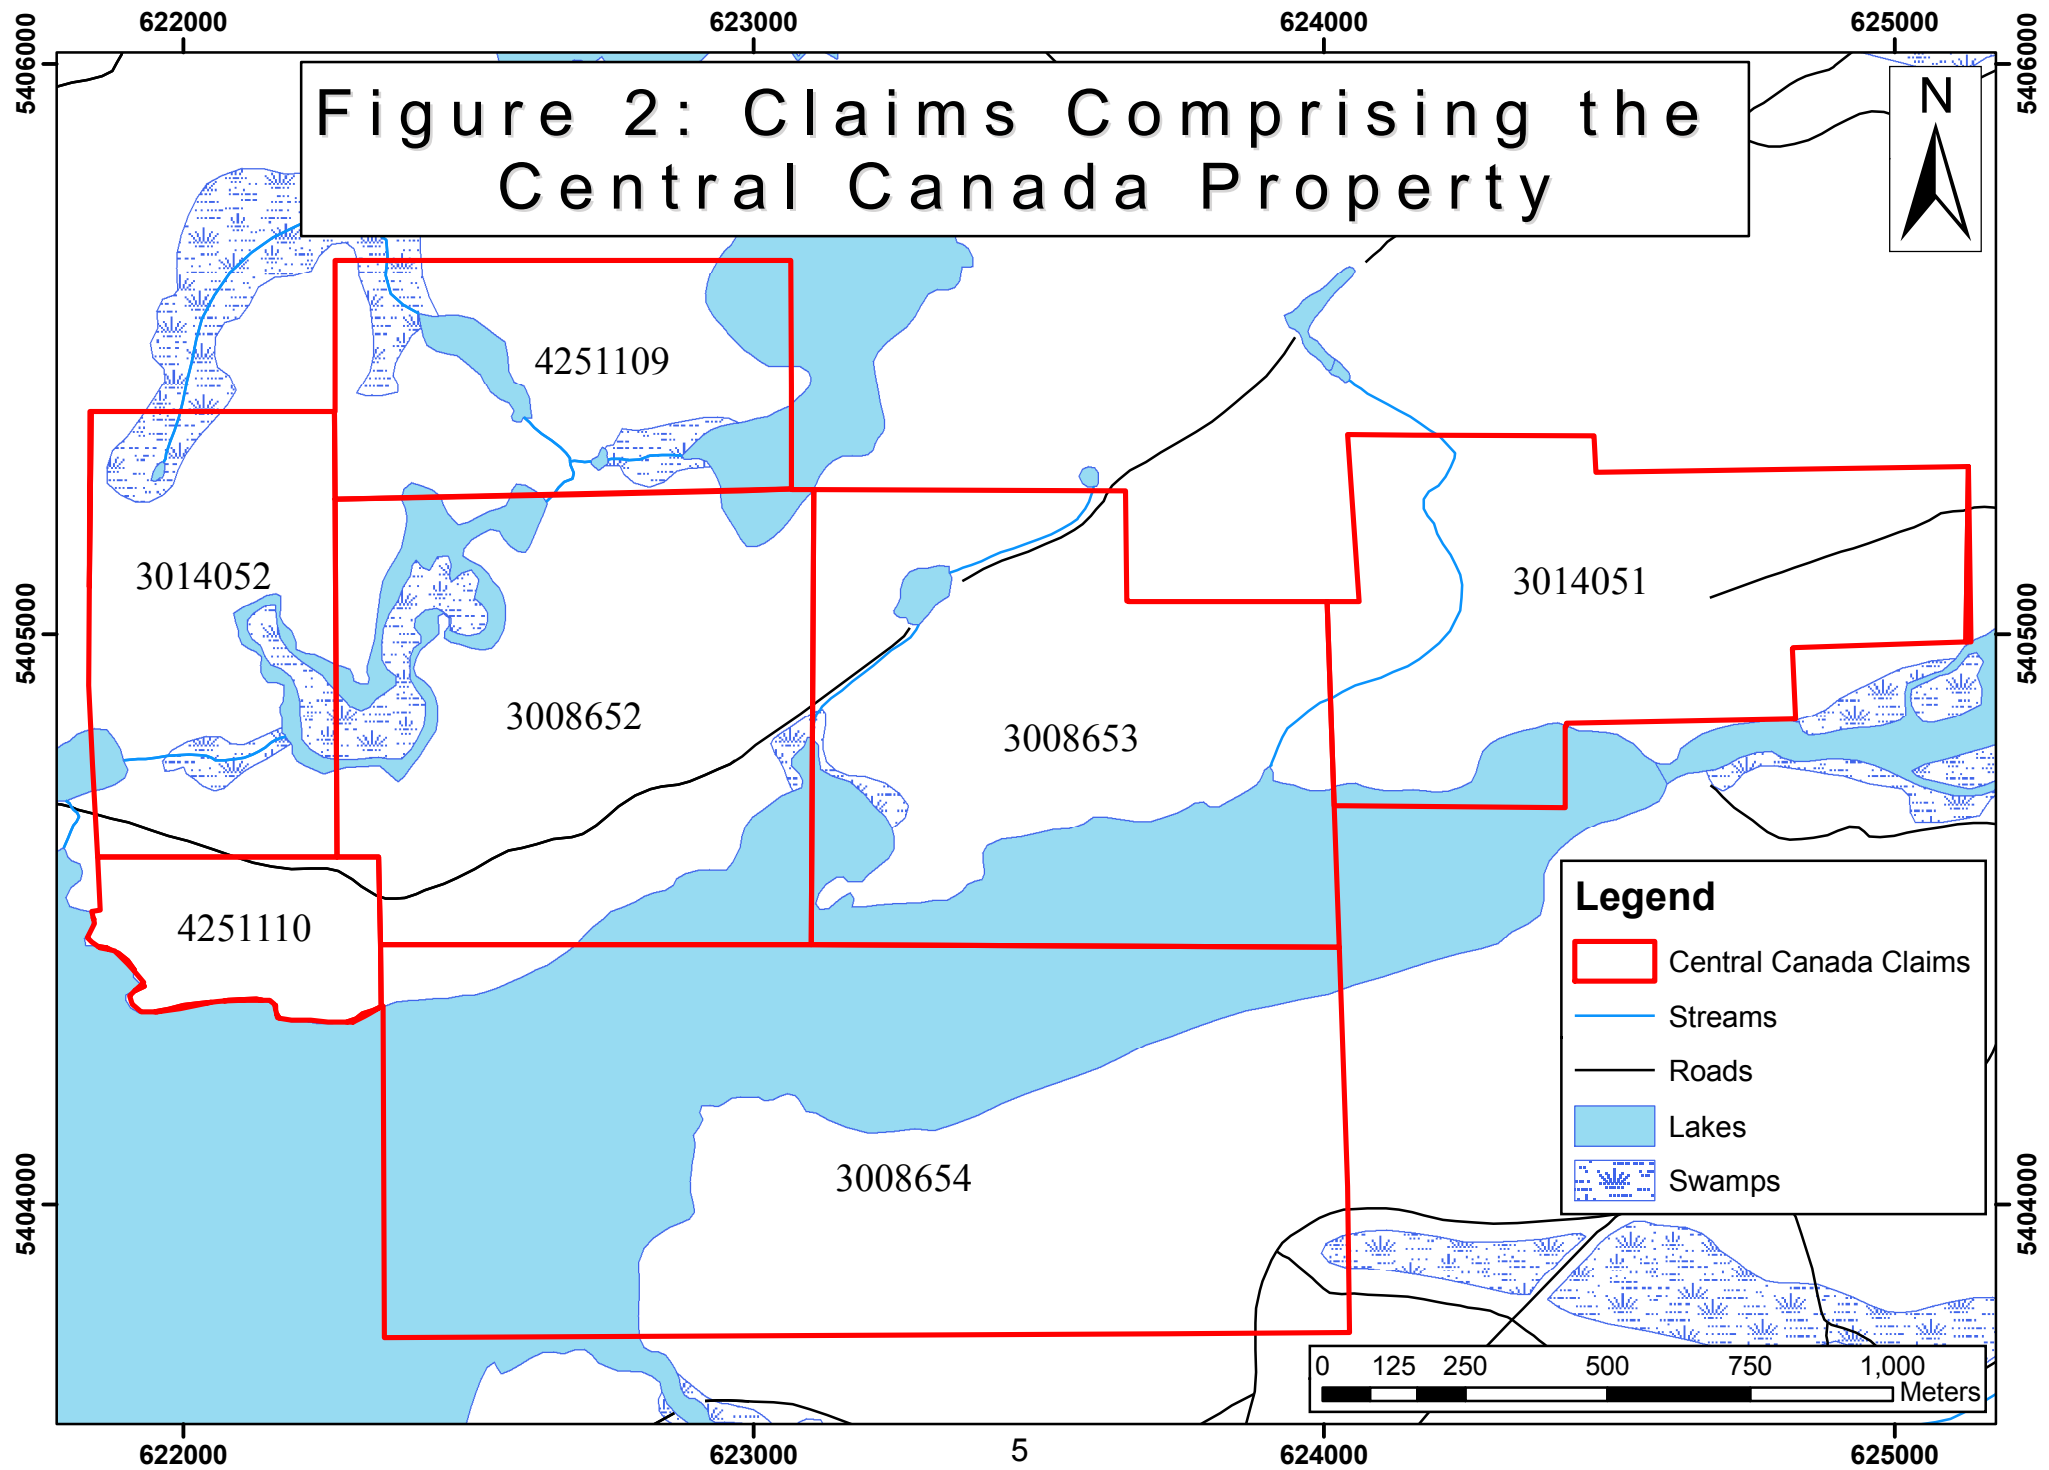 622000 623000 624000 625000
5406000 5406000
Figure 2: Claims Comprising the
Central Canada Property
N
4251109
3014052
3014051
5405000 5405000
3008652
3008653
4251110
Legend
Central Canada Claims
Streams
Roads
Lakes
Swamps
3008654
5404000 5404000
0 125 250 500 750 1,000
Meters
622000 623000 624000 625000
5